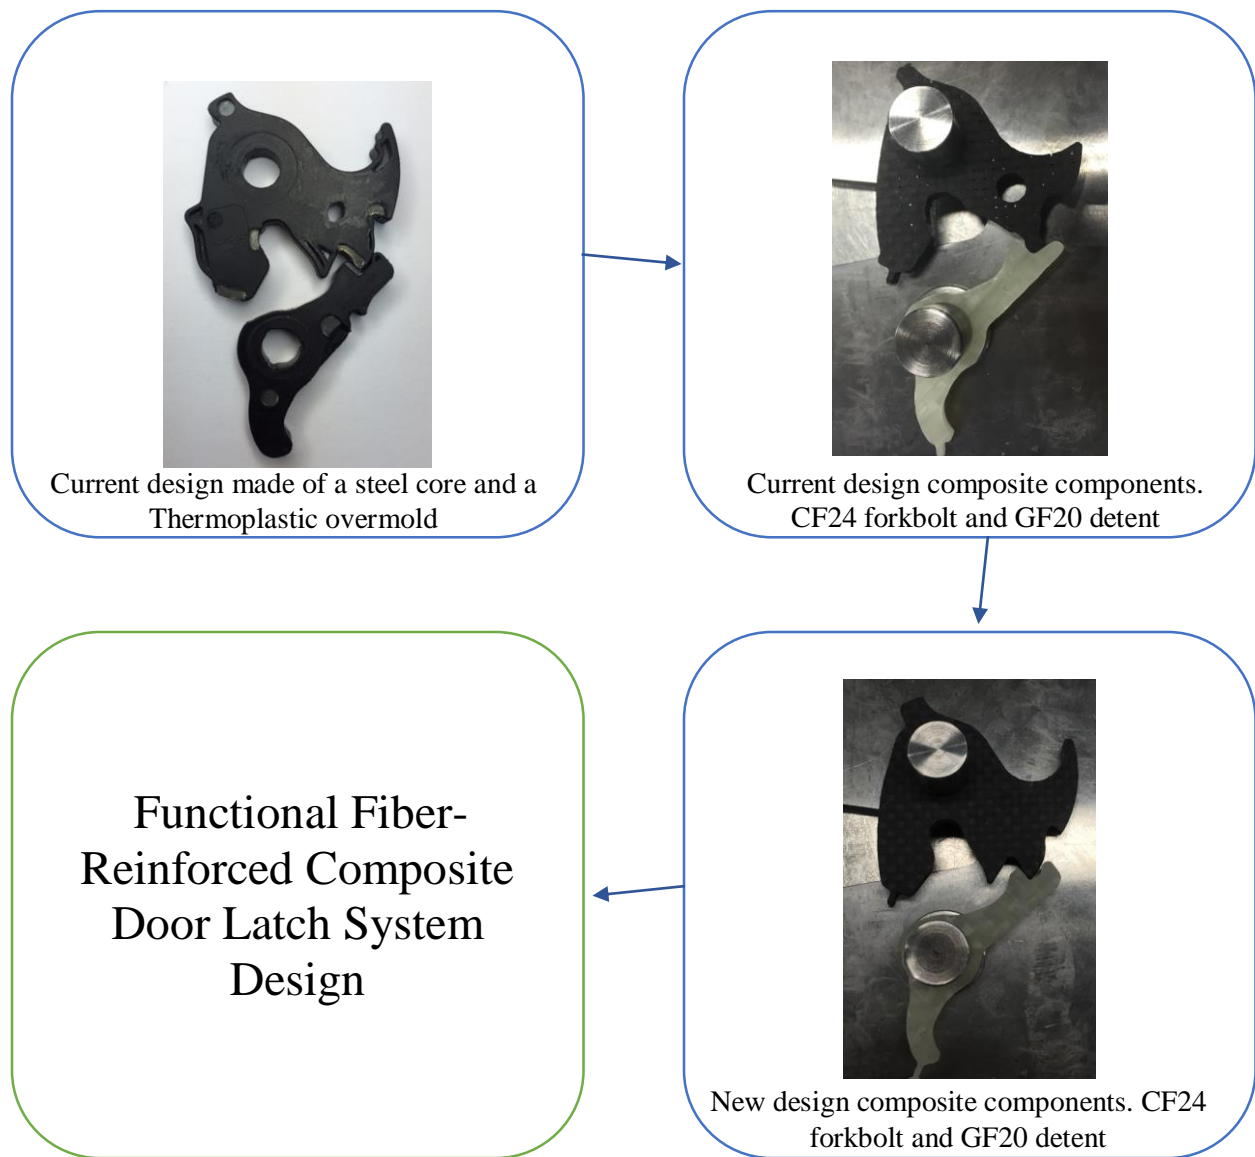 Current design made of a steel core and a
Thermoplastic overmold
Current design composite components.
CF24 forkbolt and GF20 detent
New design composite components. CF24
forkbolt and GF20 detent
Functional Fiber-
Reinforced Composite
Door Latch System
Design